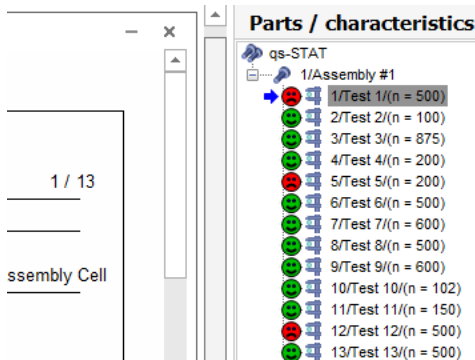 Parts / characteristics
qs-STAT
1/Assembly #1
1/Test 1/(n = 500)
2/Test 2/(n = 100)
3/Test 3/(n = 875)
4/Test 4/(n = 200)
5/Test 5/(n = 200)
6/Test 6/(n = 500)
7/Test 7/(n = 600)
8/Test 8/(n = 500)
9/Test 9/(n = 600)
10/Test 10/(n = 102)
11/Test 11/(n = 150)
12/Test 12/(n = 500)
13/Test 13/(n = 500)
1 / 13
ssembly Cell